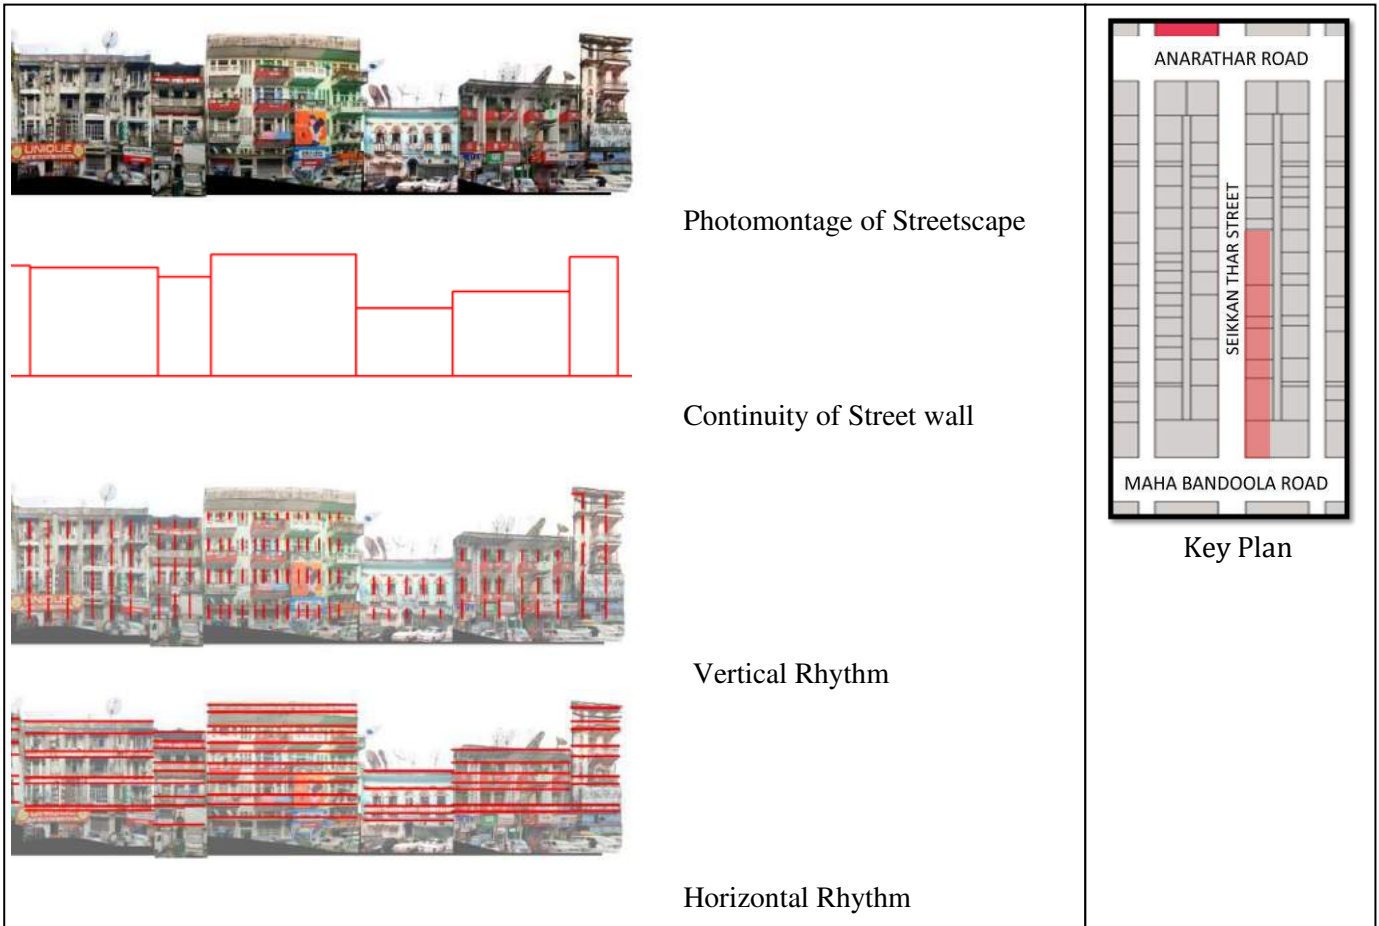 UNIQUE
Photomontage of Streetscape
Continuity of Street wall
Vertical Rhythm
Horizontal Rhythm
ANARATHAR ROAD
SEIKKAN THAR STREET
MAHA BANDOOLA ROAD
Key Plan